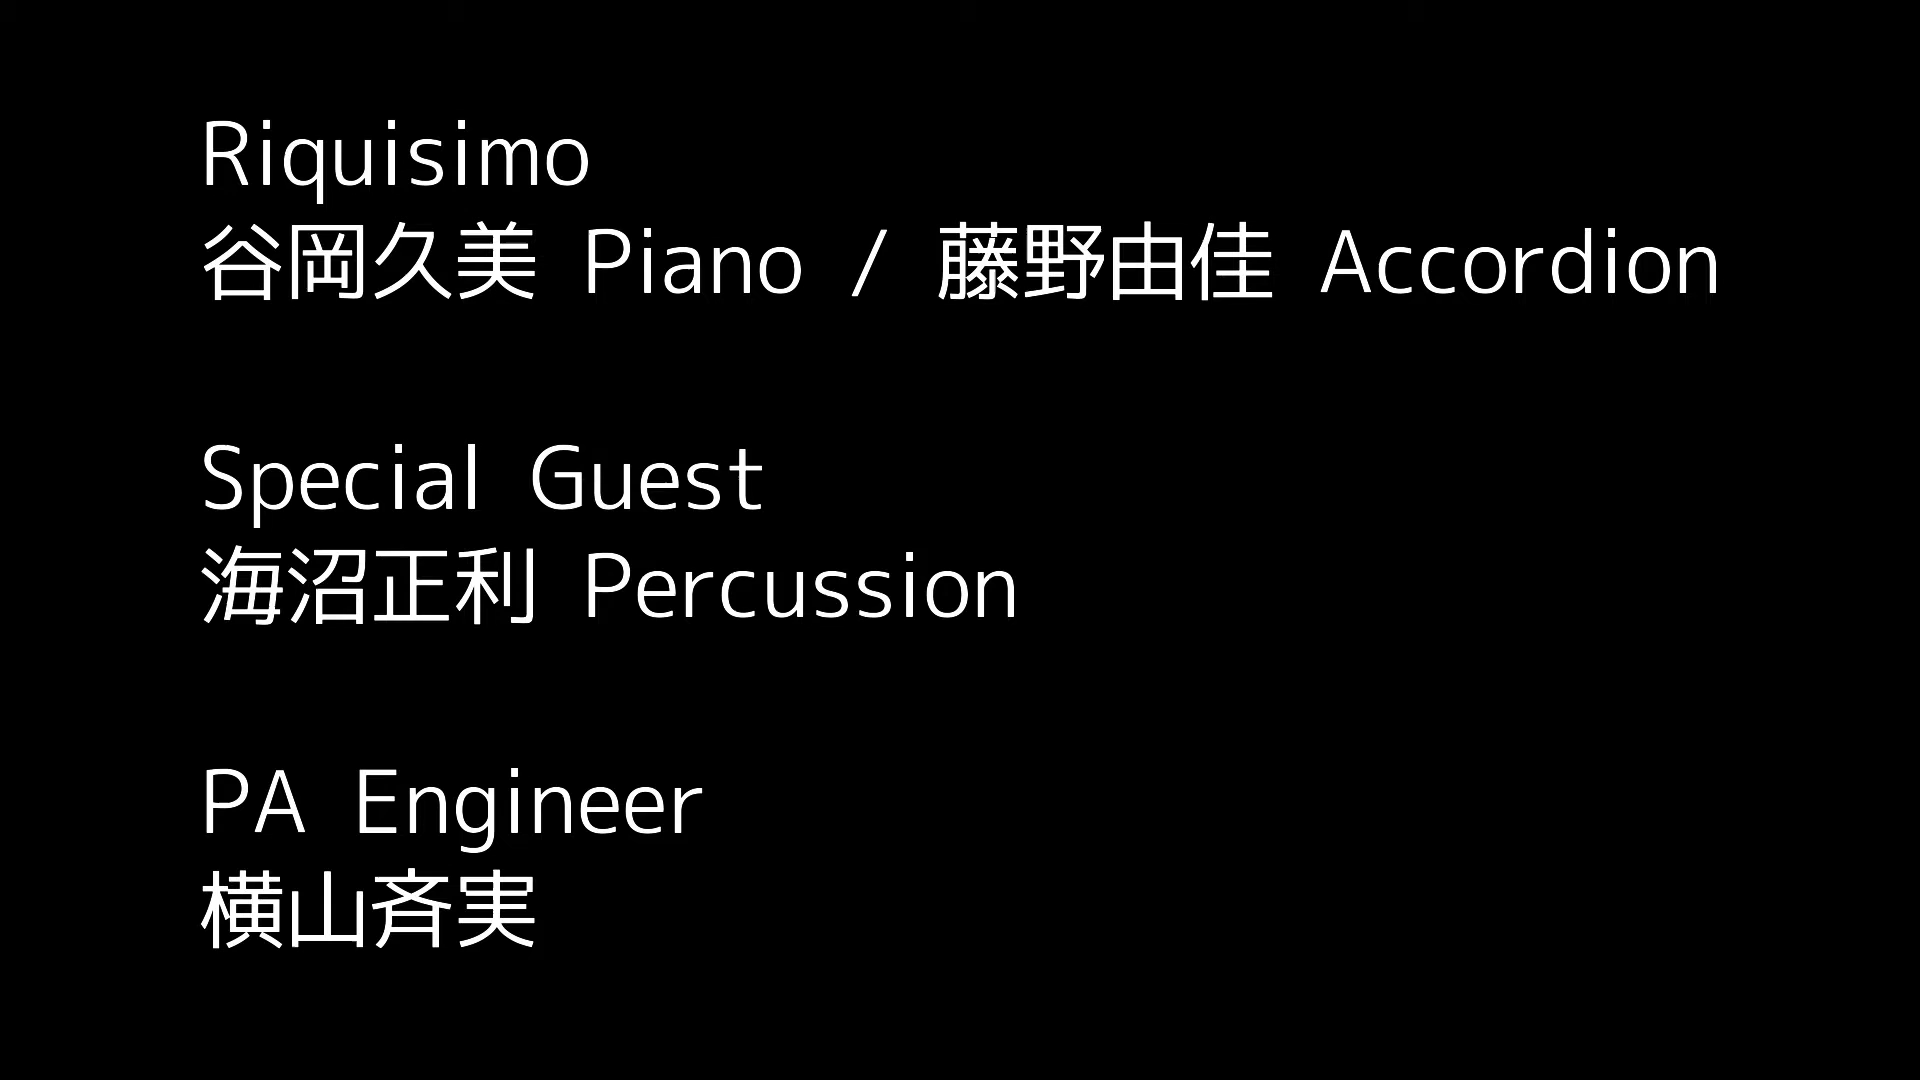 Riquisimo
谷岡久美 Piano / 藤野由佳 Accordion
Special Guest
海沼正利 Percussion
PA Engineer
横山斉実